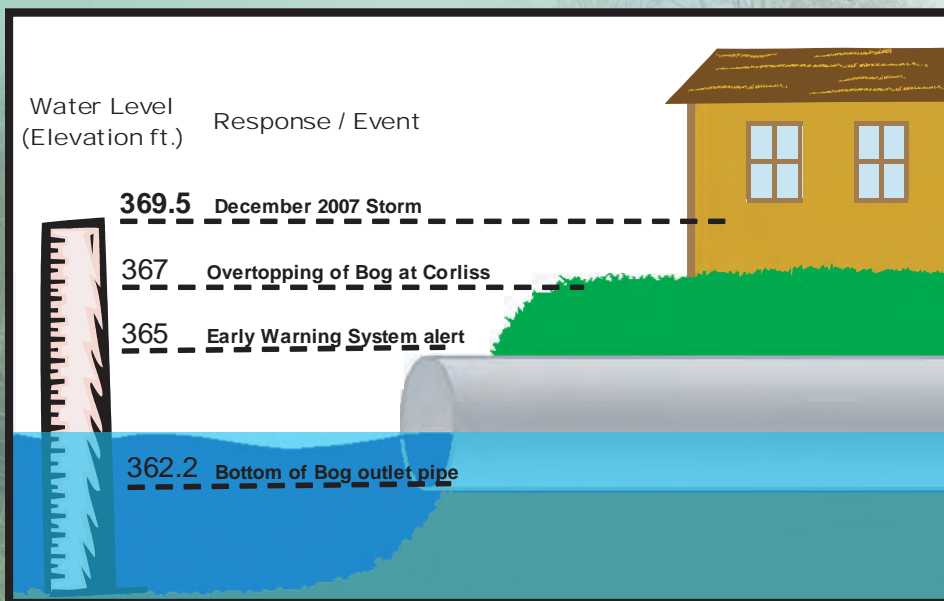 Water Level
(Elevation ft.)
Response / Event
369.5 December 2007 Storm
367 Overtopping of Bog at Corliss
365 Early Warning System alert
362.2 Bottom of Bog outlet pipe